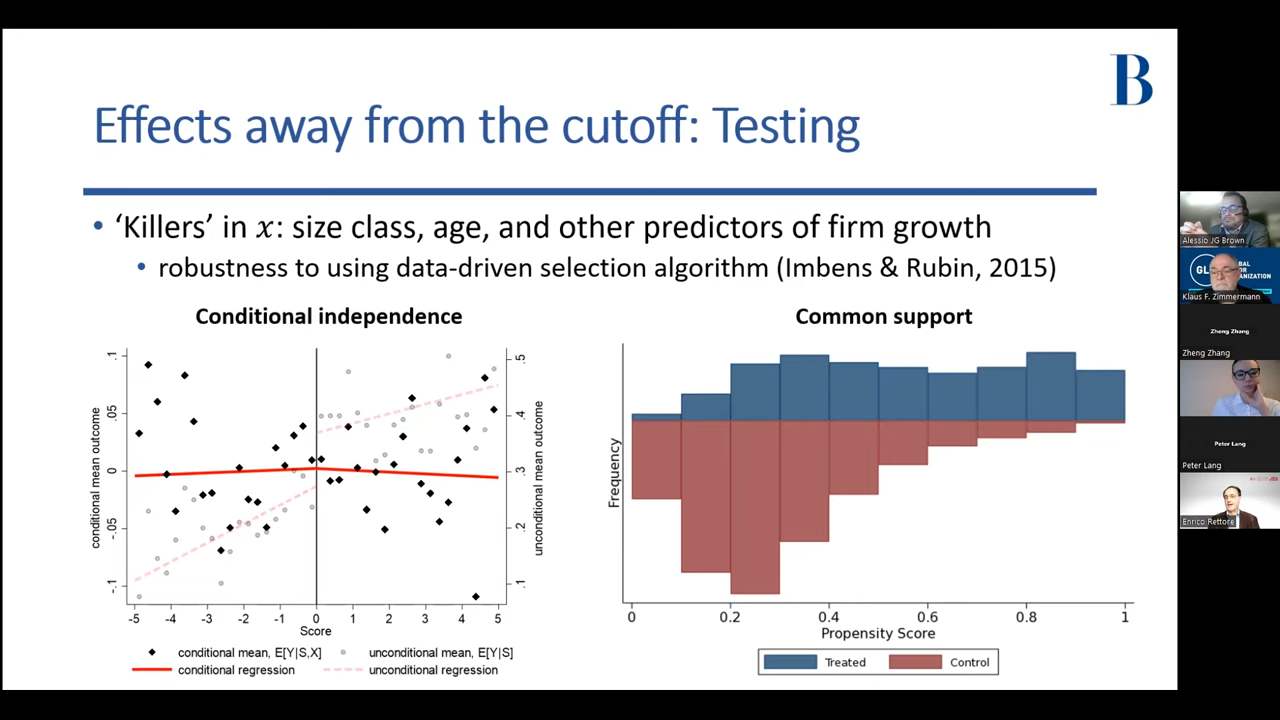 B
Effects away from the cutoff: Testing
• ‘Killers’ in x: size class, age, and other predictors of firm growth
• robustness to using data-driven selection algorithm (Imbens & Rubin, 2015)
Conditional independence
conditional mean outcome
.1
.05
0
-.05
-.1
unconditional mean outcome
.5
.4
.3
.2
.1
-5 -4 -3 -2 -1 0 1 2 3 4 5
Score
conditional mean, E[Y|S,X]
unconditional mean, E[Y|S]
conditional regression
unconditional regression
Common support
Frequency
0 0.2 0.4 0.6 0.8 1
Propensity Score
Treated
Control
Alessio JG Brown
Klaus F. Zimmermann
Zheng Zhang
Zheng Zhang
Peter Lang
Peter Lang
Enrico Rettore